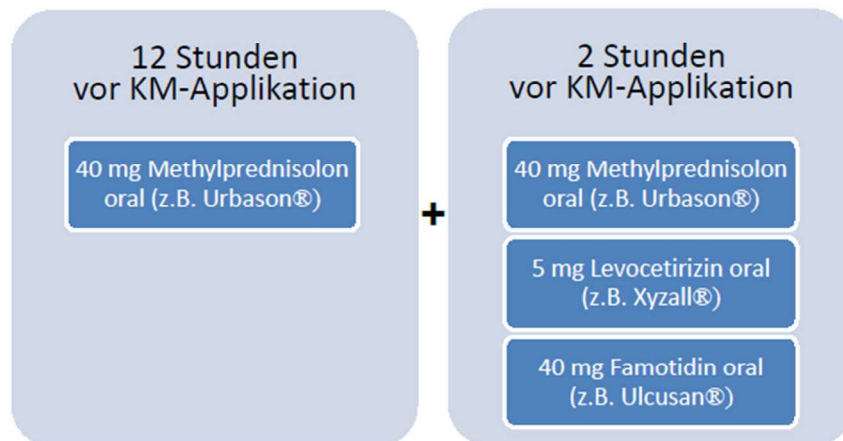 12 Stunden
vor KM-Applikation
40 mg Methylprednisolon
oral (z.B. Urbason®)
+
2 Stunden
vor KM-Applikation
40 mg Methylprednisolon
oral (z.B. Urbason®)
5 mg Levocetirizin oral
(z.B. Xyzall®)
40 mg Famotidin oral
(z.B. Ulcusan®)